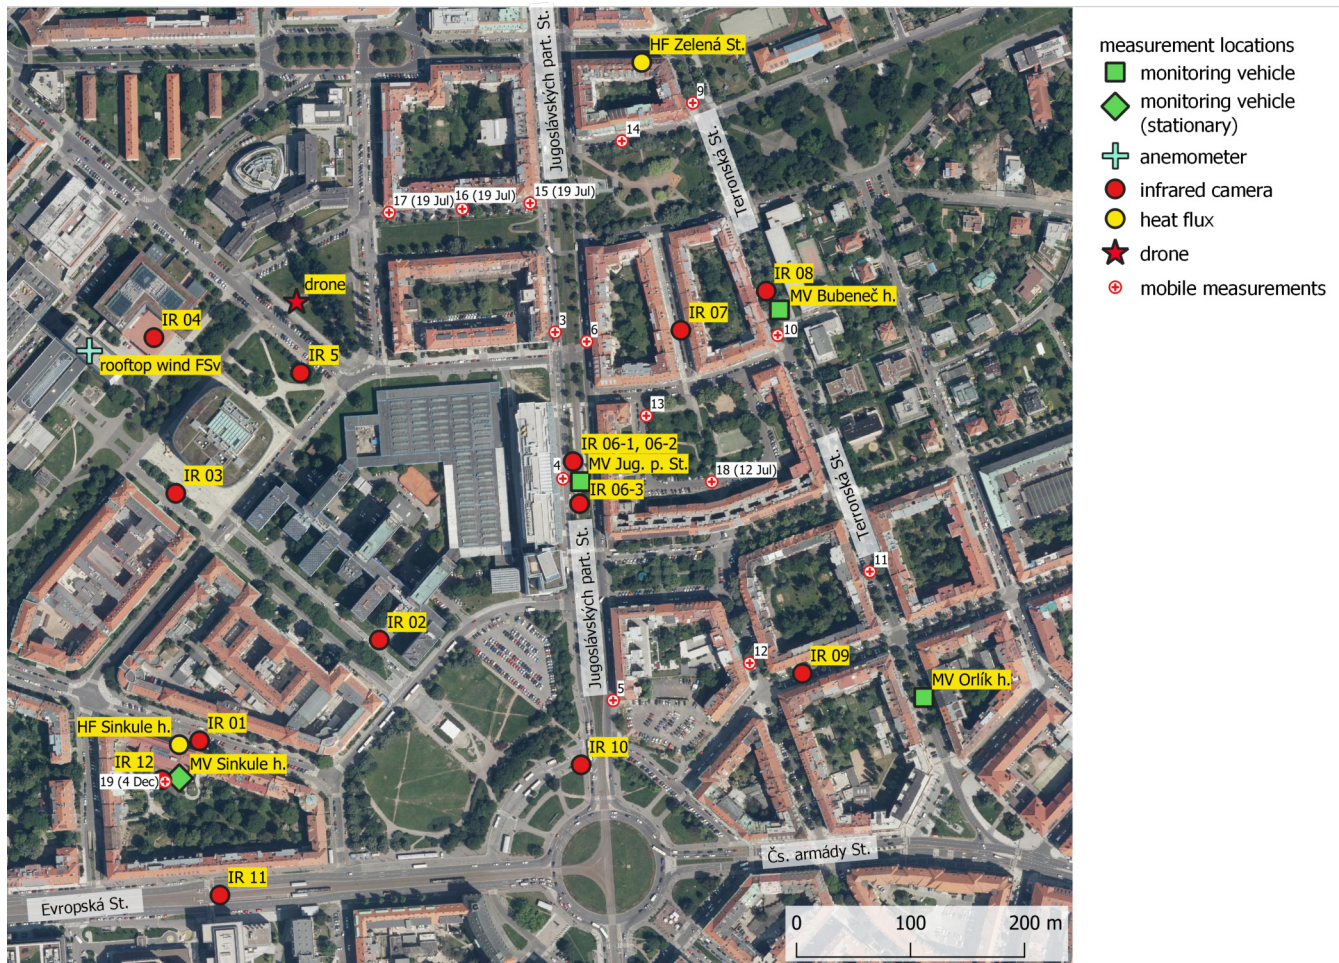 HF Zelená St.
Jugoslávských part. St.
9
14
Terronská St.
17 (19 Jul)
16 (19 Jul)
15 (19 Jul)
drone
IR 08
MV Bubeneč h.
IR 04
IR 07
3
6
10
rooftop wind FSv
IR 5
13
IR 06-1, 06-2
MV Jug. p. St.
4
18 (12 Jul)
IR 03
IR 06-3
Terronská St.
Jugoslávských part. St.
11
IR 02
12
IR 09
MV Orlík h.
5
HF Sinkule h.
IR 01
IR 10
IR 12
MV Sinkule h.
19 (4 Dec)
Čs. armády St.
IR 11
Evropská St.
0 100 200 m
measurement locations
monitoring vehicle
monitoring vehicle
(stationary)
anemometer
infrared camera
heat flux
drone
mobile measurements